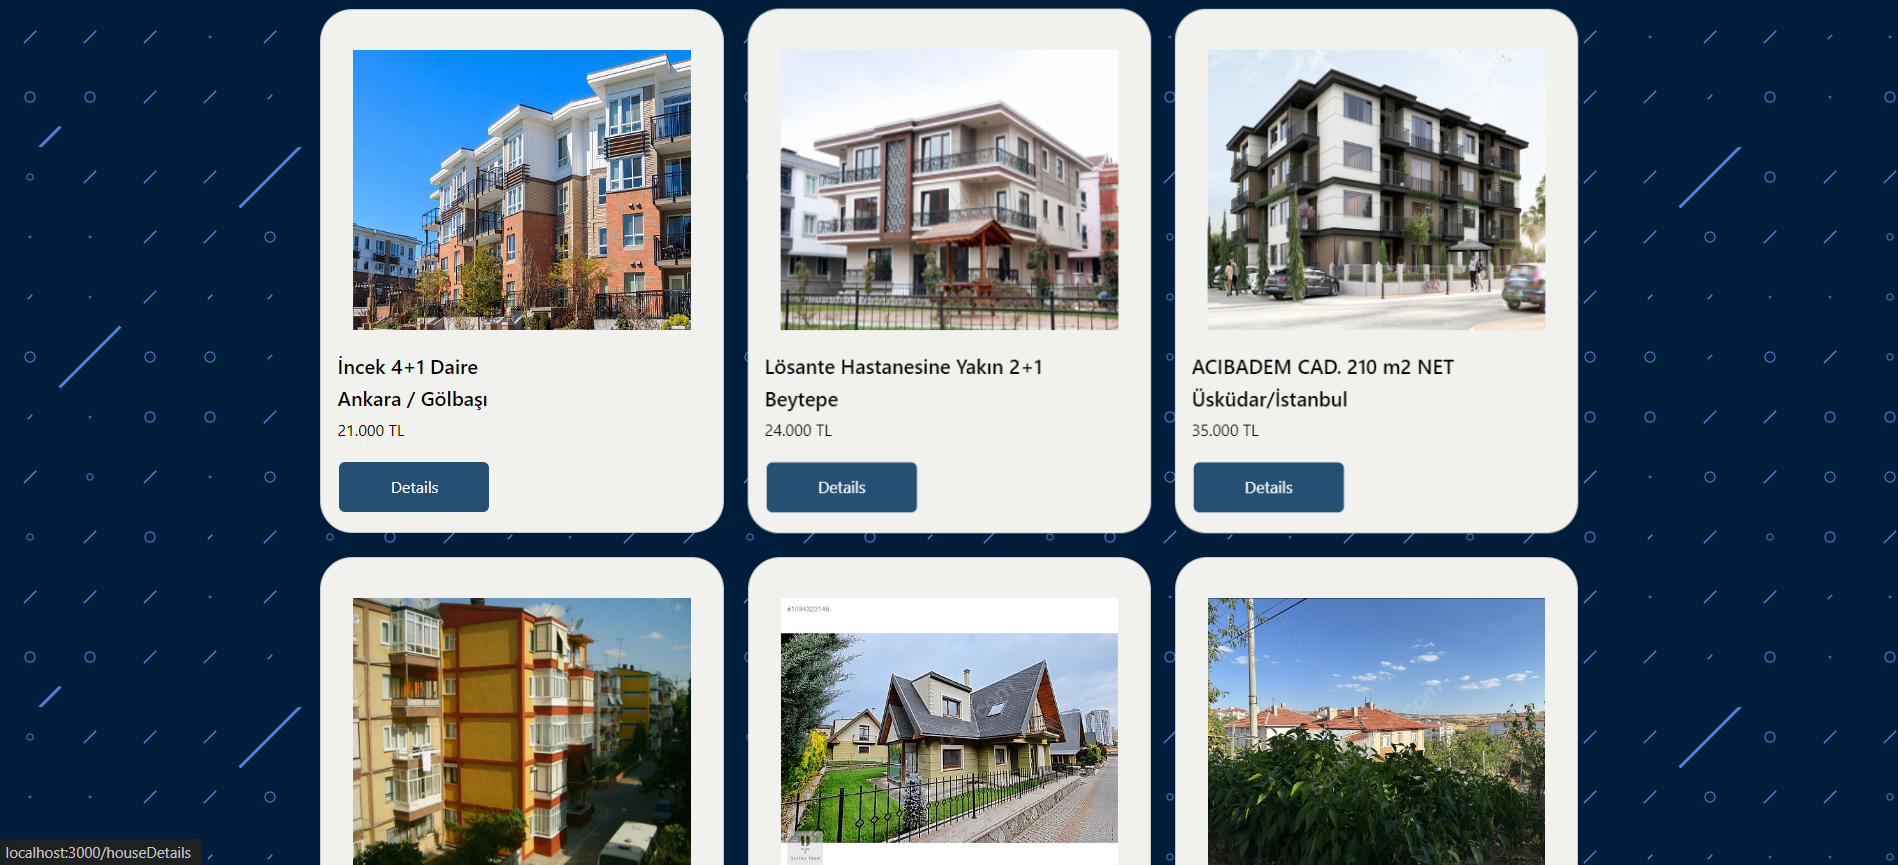 İncek 4+1 Daire
Ankara / Gölbaşı
21.000 TL
Details
Lösante Hastanesine Yakın 2+1
Beytepe
24.000 TL
Details
ACIBADEM CAD. 210 m2 NET
Üsküdar/İstanbul
35.000 TL
Details
#1094323146
localhost:3000/houseDetails